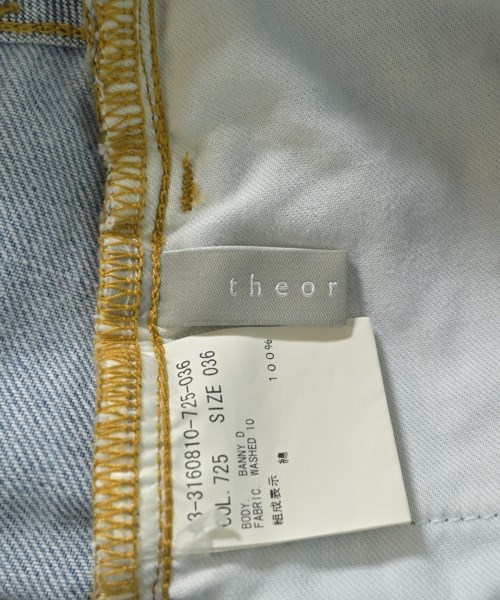 theor
3-3160810-725-036
COL. 725 SIZE 036
BODY. BANNY D
FABRIC. WASHED 10
組成表示
綿 100%